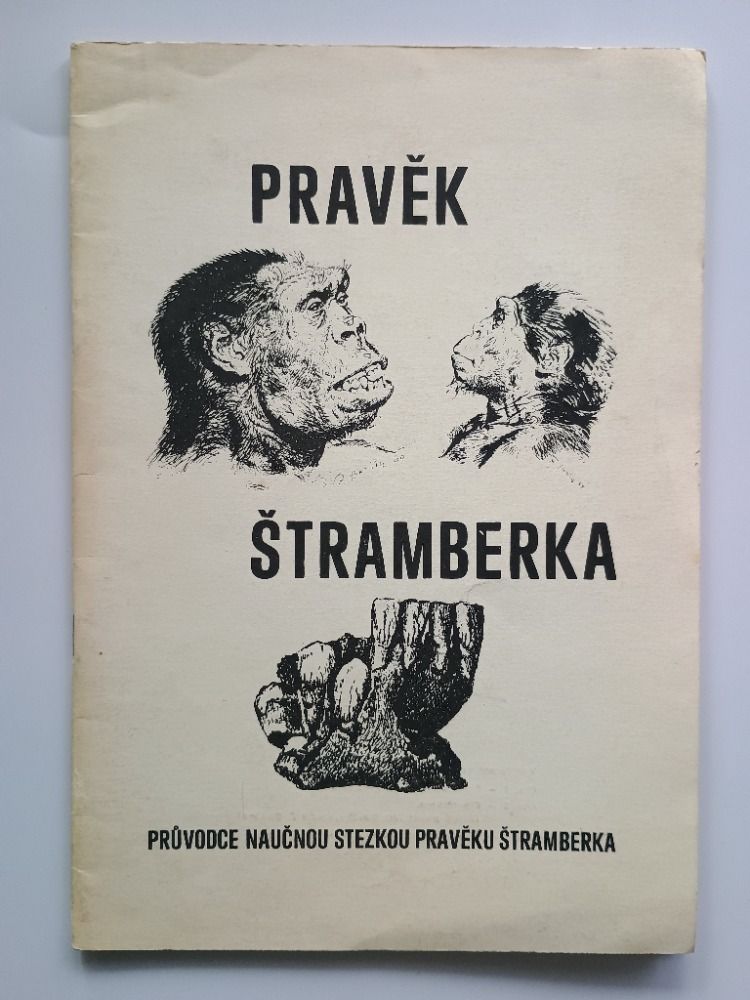 PRAVĚK
ŠTRAMBERKA
PRŮVODCE NAUČNOU STEZKOU PRAVĚKU ŠTRAMBERKA